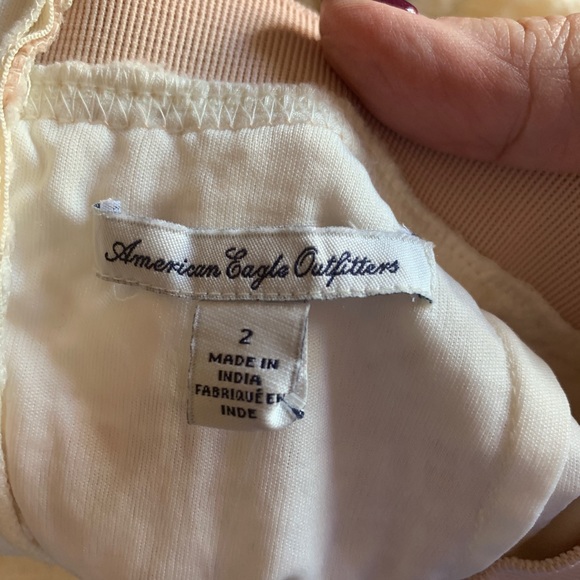 American Eagle Outfitters
2
MADE IN
INDIA
FABRIQUÉ EN
INDE